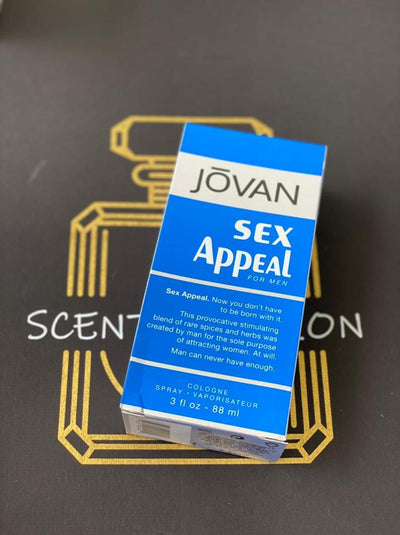 JŌVAN
SEX
APPEAL
FOR MEN
Sex Appeal. Now you don't have
to be born with it.
This provocative stimulating
blend of rare spices and herbs was
created by man for the sole purpose
of attracting women. At will.
Man can never have enough.
COLOGNE
SPRAY • VAPORISATEUR
3 fl oz - 88 ml
SCENT
ON